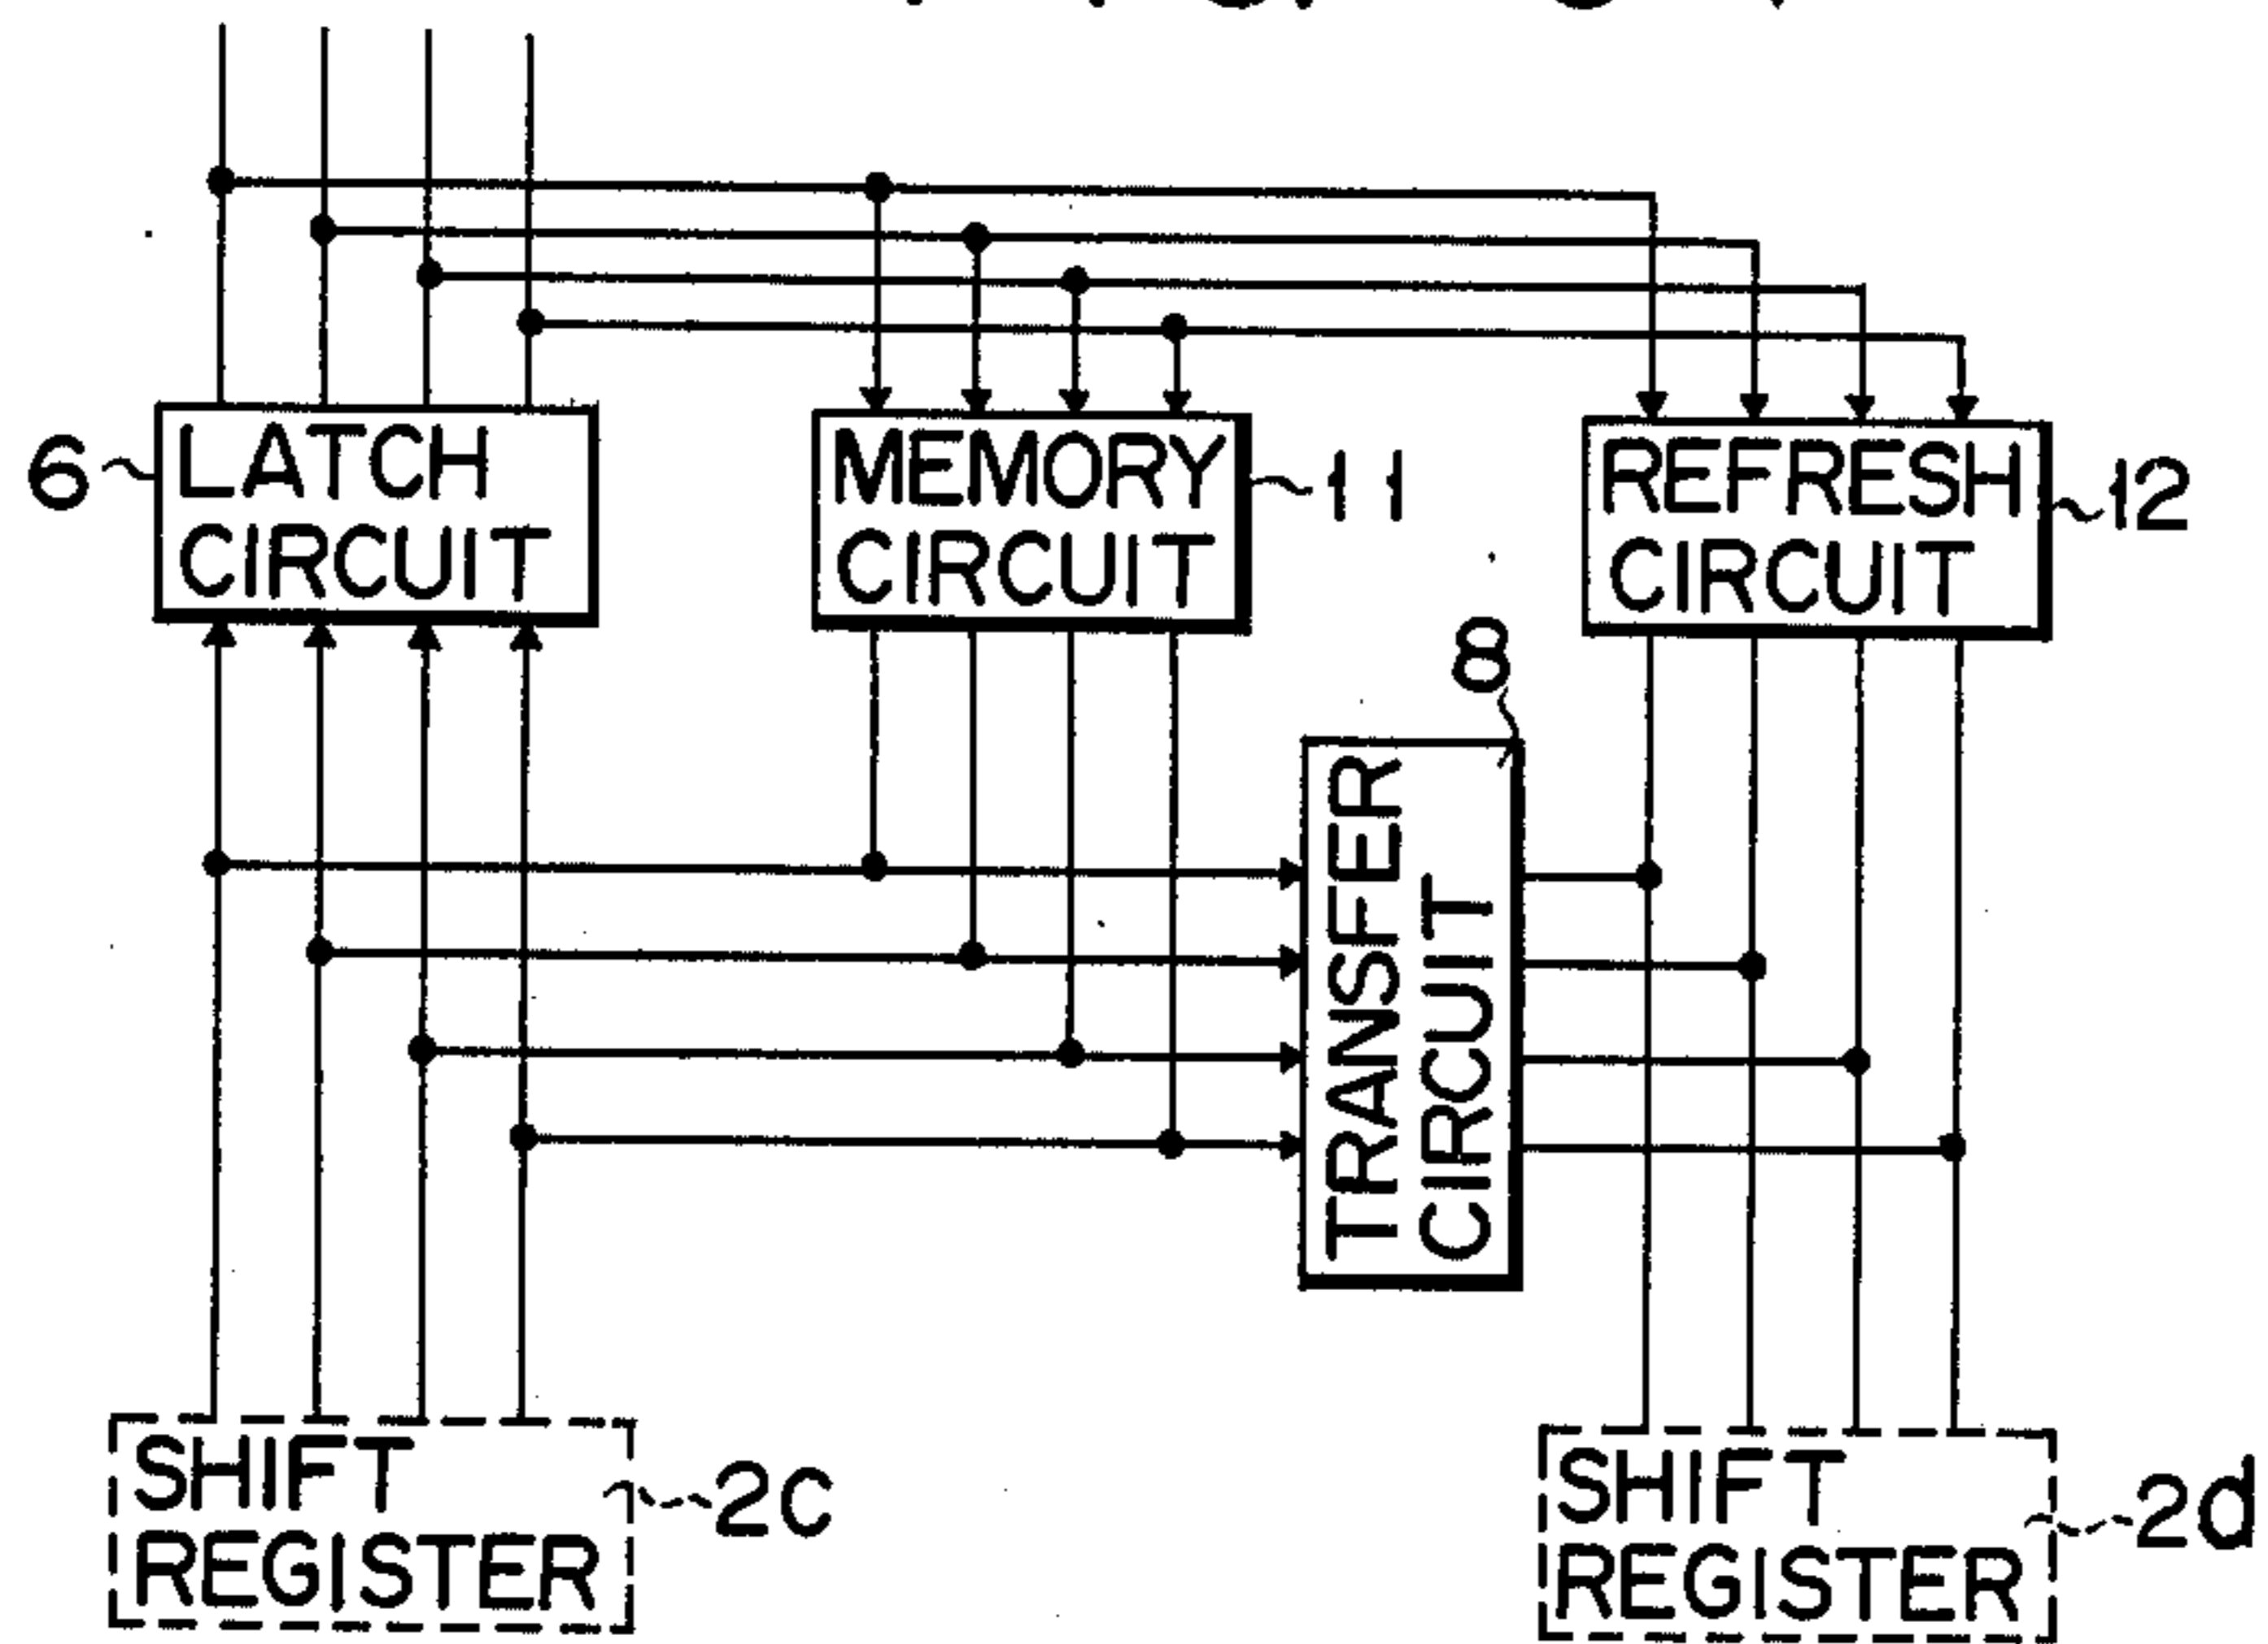 6
LATCH
CIRCUIT
MEMORY
CIRCUIT
11
REFRESH
CIRCUIT
12
8
TRANSFER
CIRCUIT
SHIFT
REGISTER
2c
SHIFT
REGISTER
2d